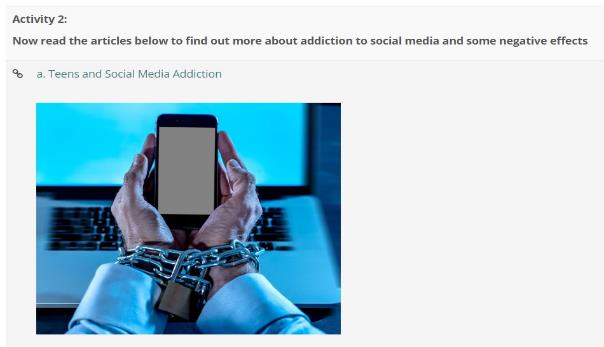 Activity 2:
Now read the articles below to find out more about addiction to social media and some negative effects
a. Teens and Social Media Addiction